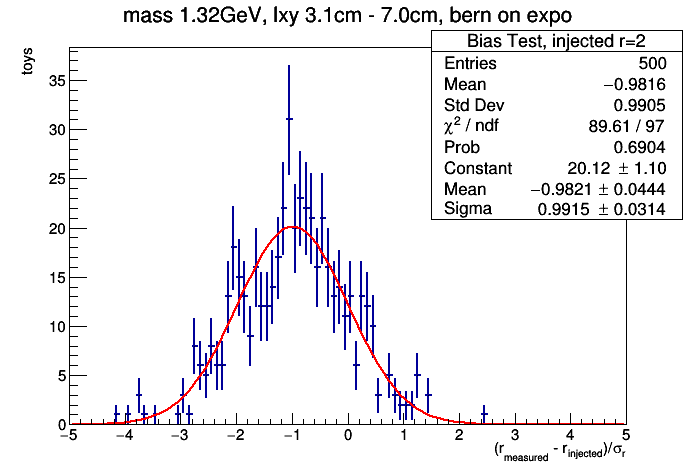 mass 1.32GeV, lxy 3.1cm - 7.0cm, bern on expo
Bias Test, injected r=2
Entries 500
Mean −0.9816
Std Dev 0.9905
χ² / ndf 89.61 / 97
Prob 0.6904
Constant 20.12 ± 1.10
Mean −0.9821 ± 0.0444
Sigma 0.9915 ± 0.0314
toys
35
30
25
20
15
10
5
0
−5 −4 −3 −2 −1 0 1 2 3 4 5
(r_measured - r_injected)/σ_r